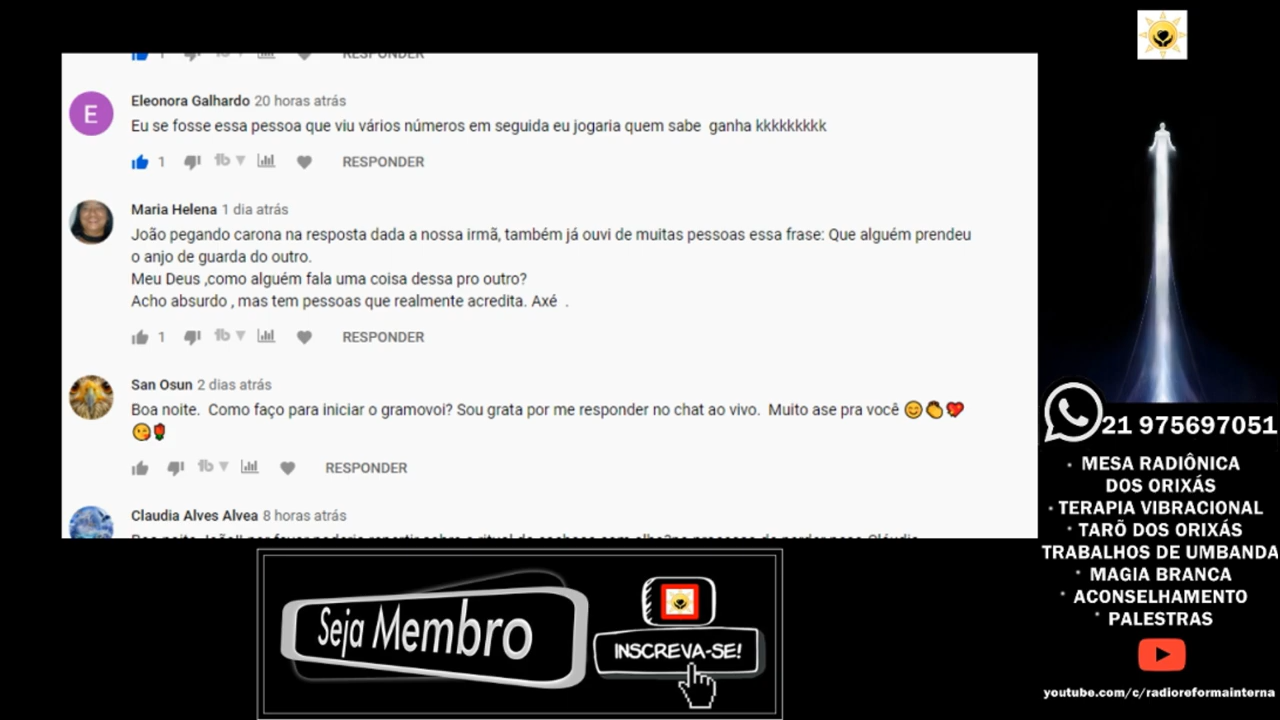 1 RESPONDER
E
Eleonora Galhardo 20 horas atrás
Eu se fosse essa pessoa que viu vários números em seguida eu jogaria quem sabe ganha kkkkkkkkk
1 RESPONDER
Maria Helena 1 dia atrás
João pegando carona na resposta dada a nossa irmã, também já ouvi de muitas pessoas essa frase: Que alguém prendeu
o anjo de guarda do outro.
Meu Deus ,como alguém fala uma coisa dessa pro outro?
Acho absurdo , mas tem pessoas que realmente acredita. Axé .
1 RESPONDER
San Osun 2 dias atrás
Boa noite. Como faço para iniciar o gramovoi? Sou grata por me responder no chat ao vivo. Muito ase pra você 😊👏💖
😘🌹
RESPONDER
Claudia Alves Alvea 8 horas atrás
Seja Membro
INSCREVA-SE!
21 975697051
· MESA RADIÔNICA
DOS ORIXÁS
· TERAPIA VIBRACIONAL
· TARÕ DOS ORIXÁS
TRABALHOS DE UMBANDA
· MAGIA BRANCA
· ACONSELHAMENTO
· PALESTRAS
youtube.com/c/radioreformainterna